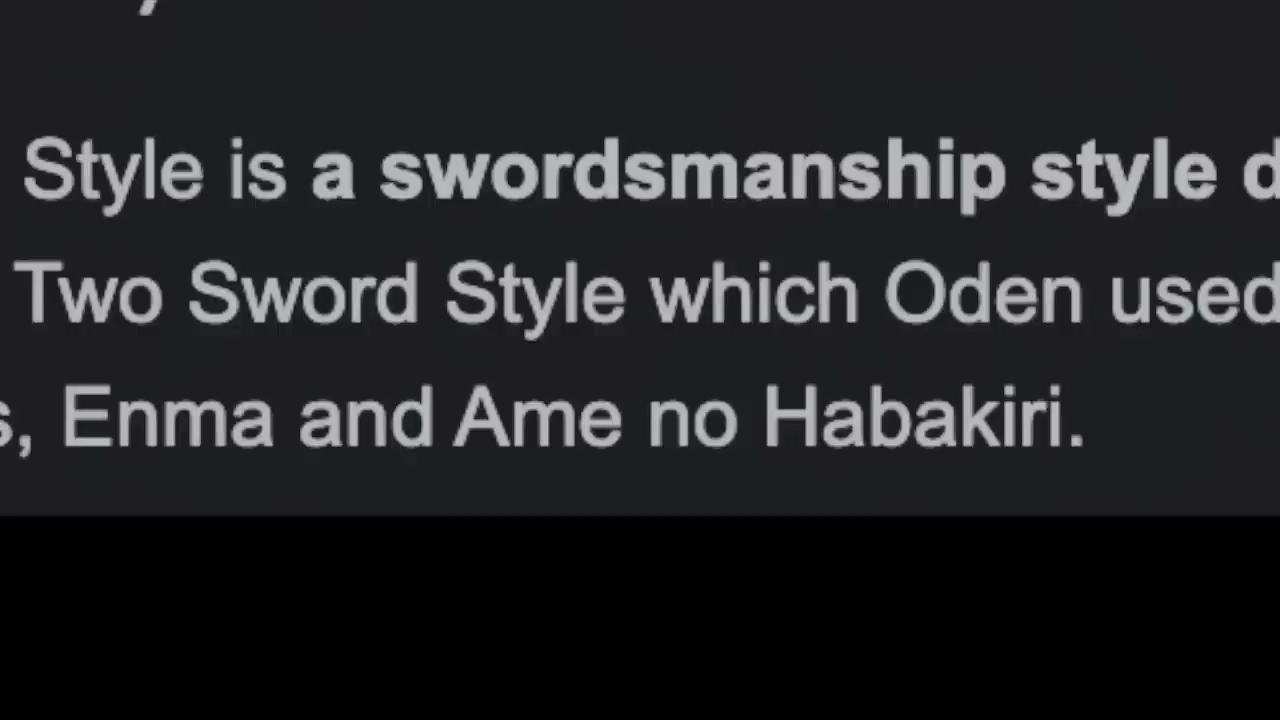 Style is a swordsmanship style d
Two Sword Style which Oden used
s, Enma and Ame no Habakiri.